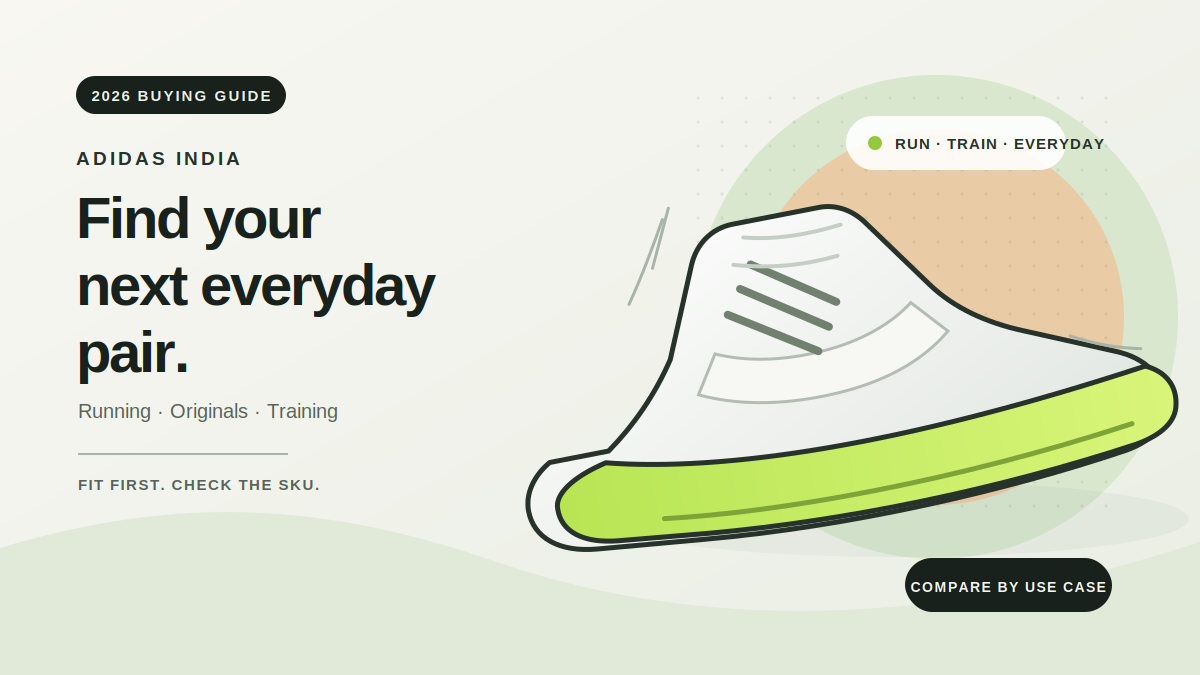 2026 BUYING GUIDE
ADIDAS INDIA
Find your
next everyday
pair.
Running · Originals · Training
FIT FIRST. CHECK THE SKU.
RUN · TRAIN · EVERYDAY
COMPARE BY USE CASE